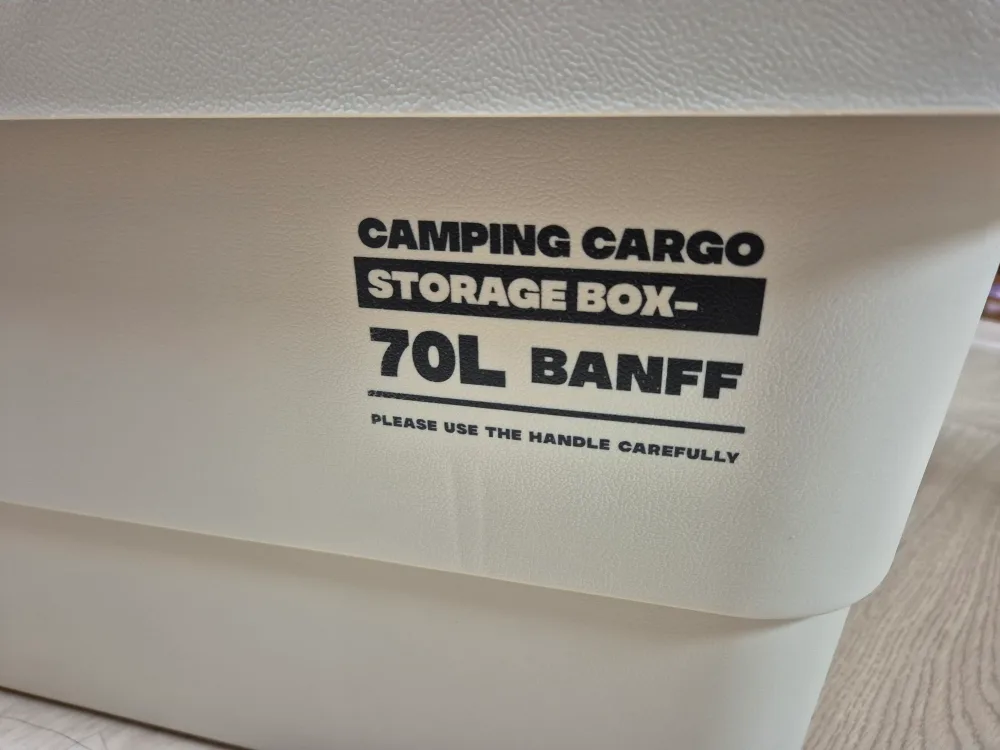 CAMPING CARGO
STORAGE BOX–
70L BANFF
PLEASE USE THE HANDLE CAREFULLY